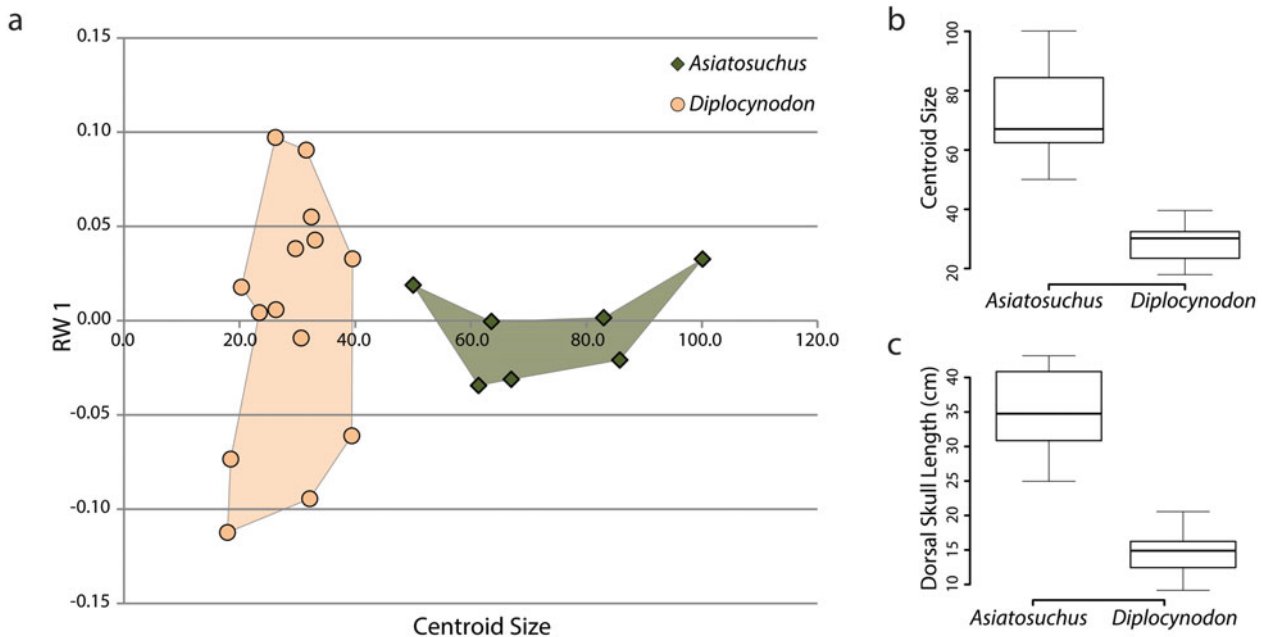 a
0.15
0.10
0.05
0.00
-0.05
-0.10
-0.15
RW 1
0.0
20.0
40.0
60.0
80.0
100.0
120.0
Centroid Size
Asiatosuchus
Diplocynodon
b
100
80
60
40
20
Centroid Size
Asiatosuchus
Diplocynodon
c
40
35
30
25
20
15
10
Dorsal Skull Length (cm)
Asiatosuchus
Diplocynodon